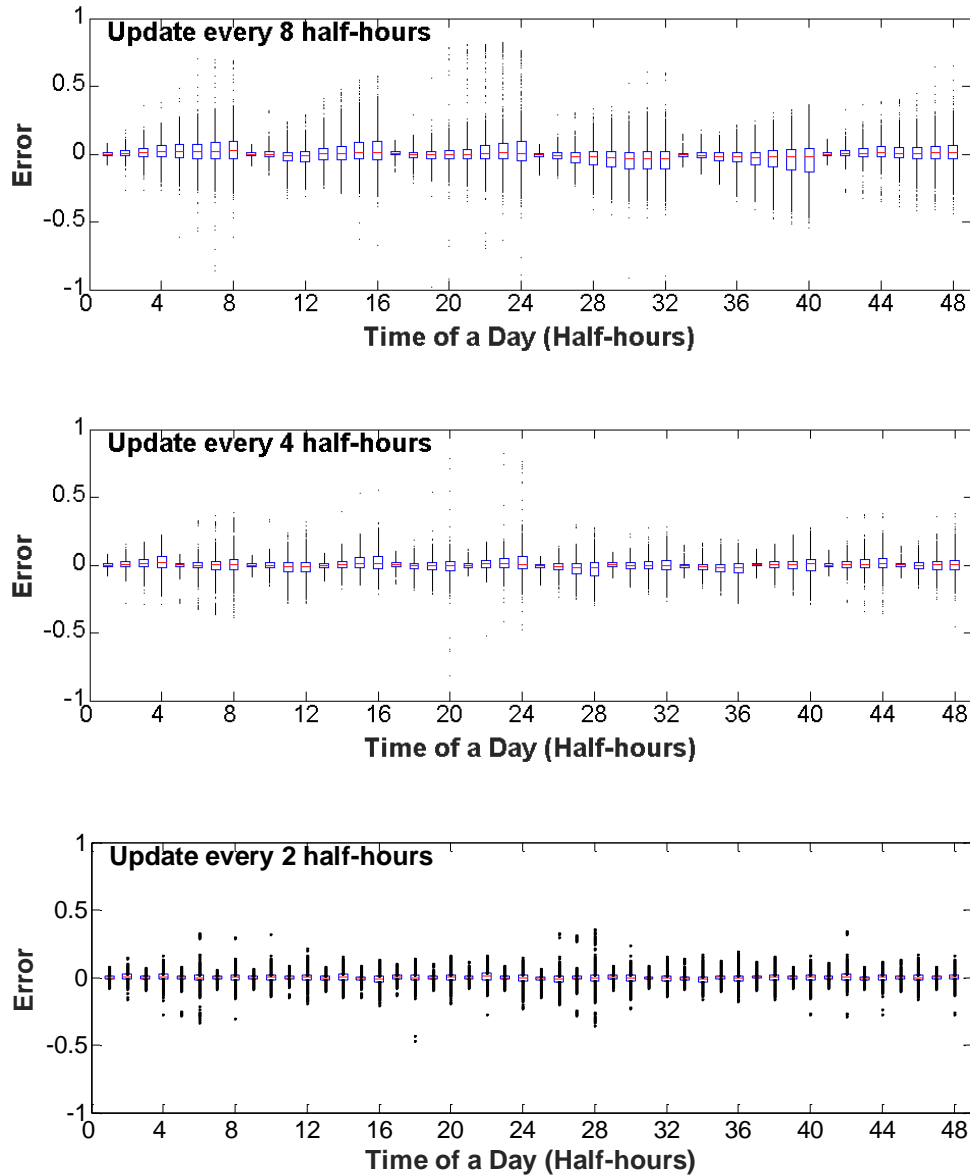 Update every 8 half-hours
1
0.5
0
-0.5
-1
Error
0 4 8 12 16 20 24 28 32 36 40 44 48
Time of a Day (Half-hours)
Update every 4 half-hours
1
0.5
0
-0.5
-1
Error
0 4 8 12 16 20 24 28 32 36 40 44 48
Time of a Day (Half-hours)
Update every 2 half-hours
1
0.5
0
-0.5
-1
Error
0 4 8 12 16 20 24 28 32 36 40 44 48
Time of a Day (Half-hours)